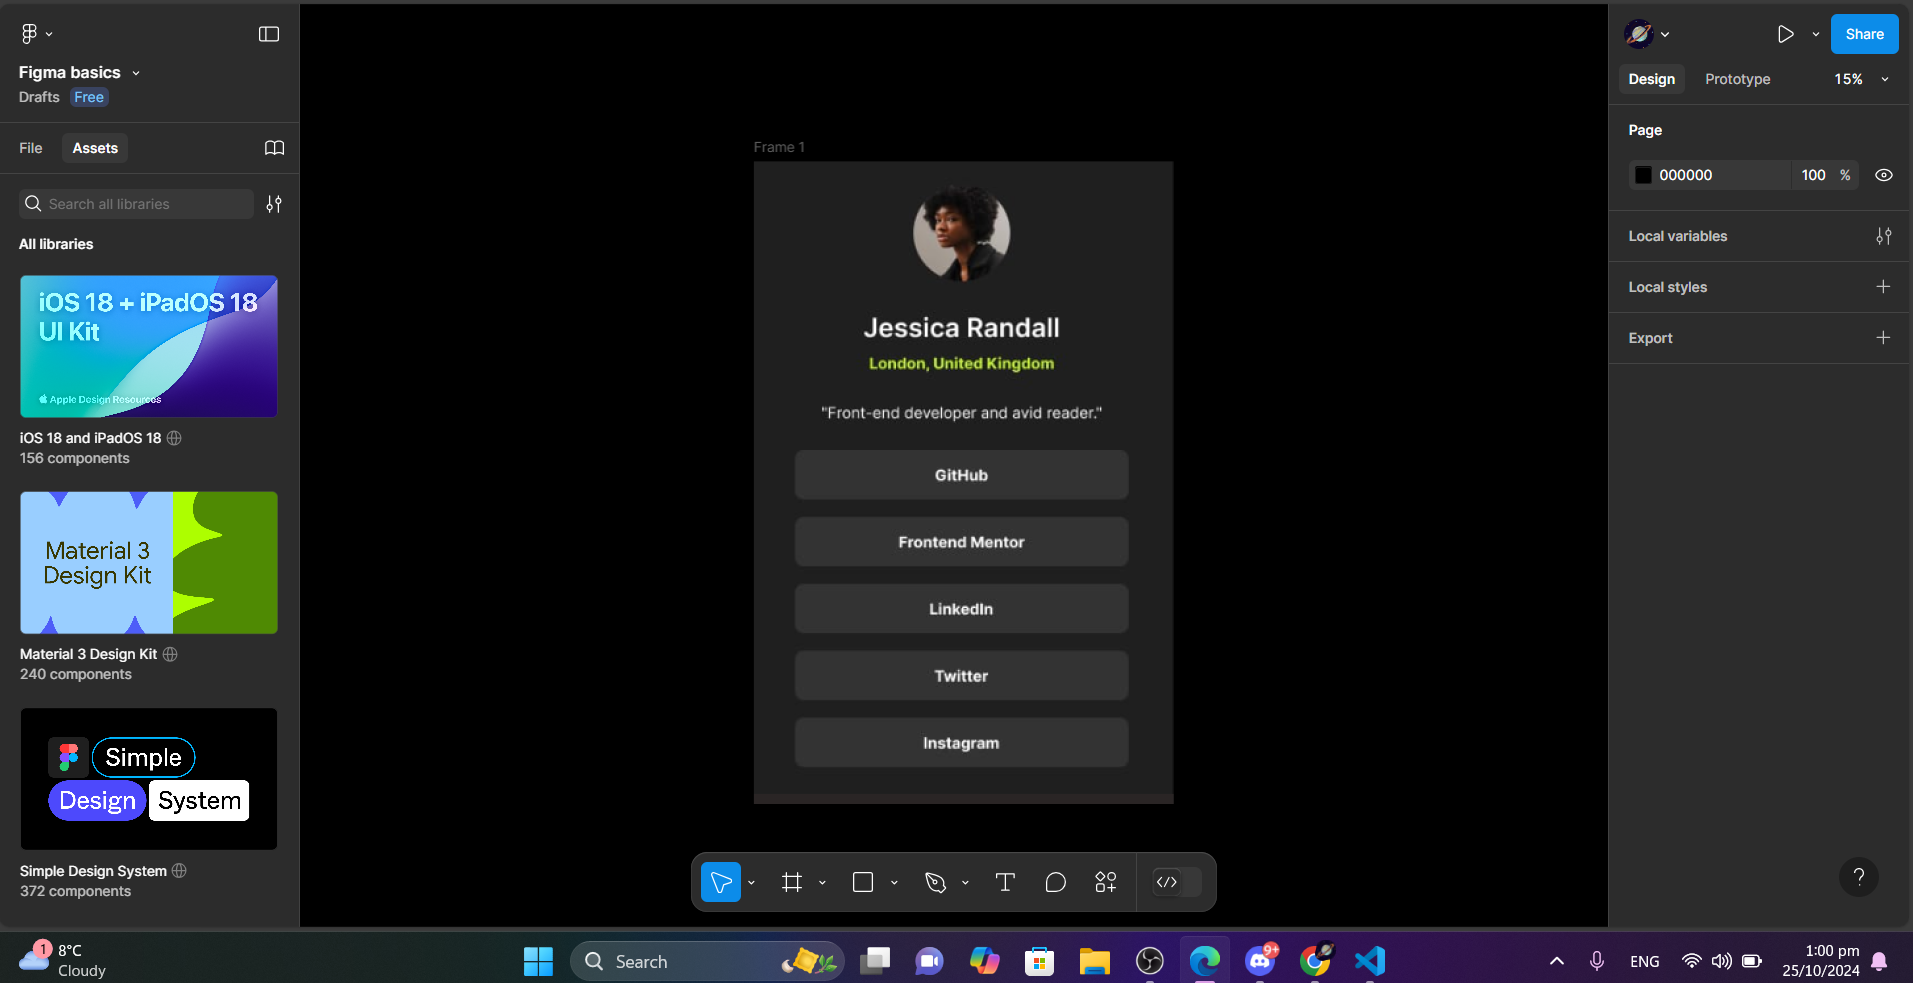 Figma basics
Drafts Free
File Assets
Search all libraries
All libraries
iOS 18 + iPadOS 18
UI Kit
Apple Design Resources
iOS 18 and iPadOS 18
156 components
Material 3
Design Kit
Material 3 Design Kit
240 components
Simple
Design System
Simple Design System
372 components
Frame 1
Jessica Randall
London, United Kingdom
"Front-end developer and avid reader."
GitHub
Frontend Mentor
LinkedIn
Twitter
Instagram
Share
Design Prototype 15%
Page
000000 100 %
Local variables
Local styles
Export
?
1
8°C
Cloudy
Search
9+
ENG
1:00 pm
25/10/2024